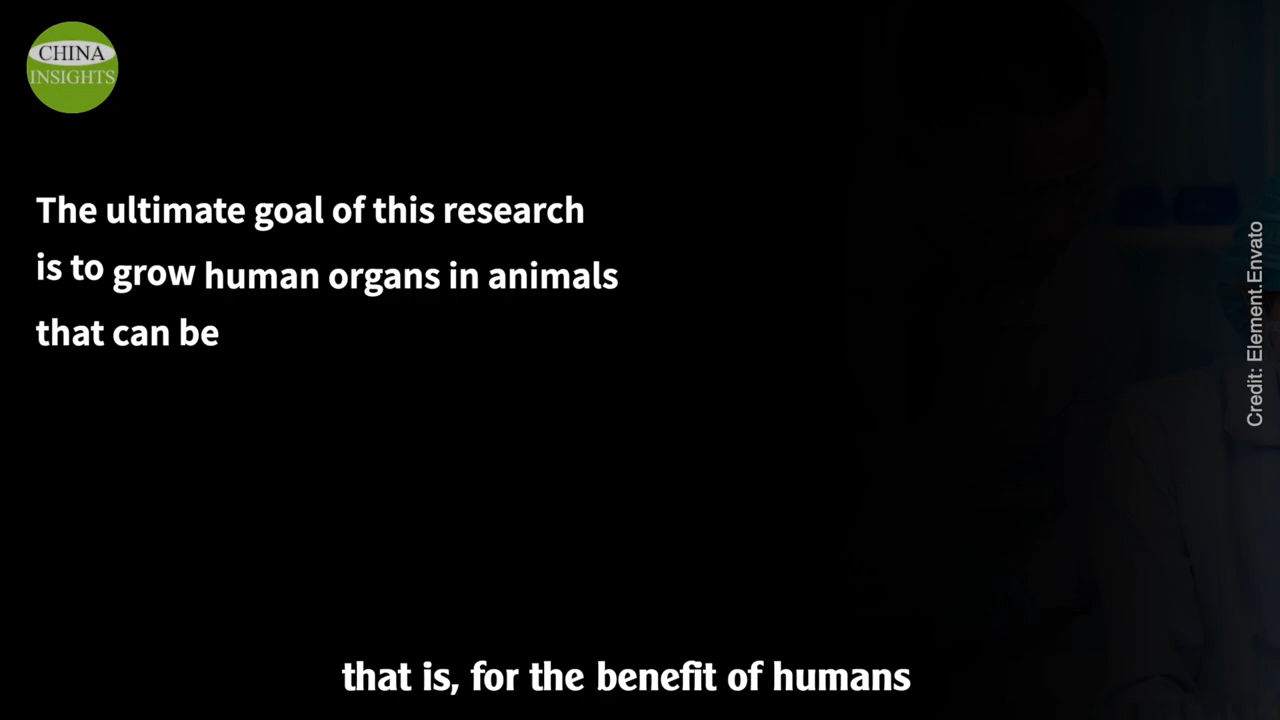 CHINA
INSIGHTS
The ultimate goal of this research
is to grow human organs in animals
that can be
Credit: Element.Envato
that is, for the benefit of humans